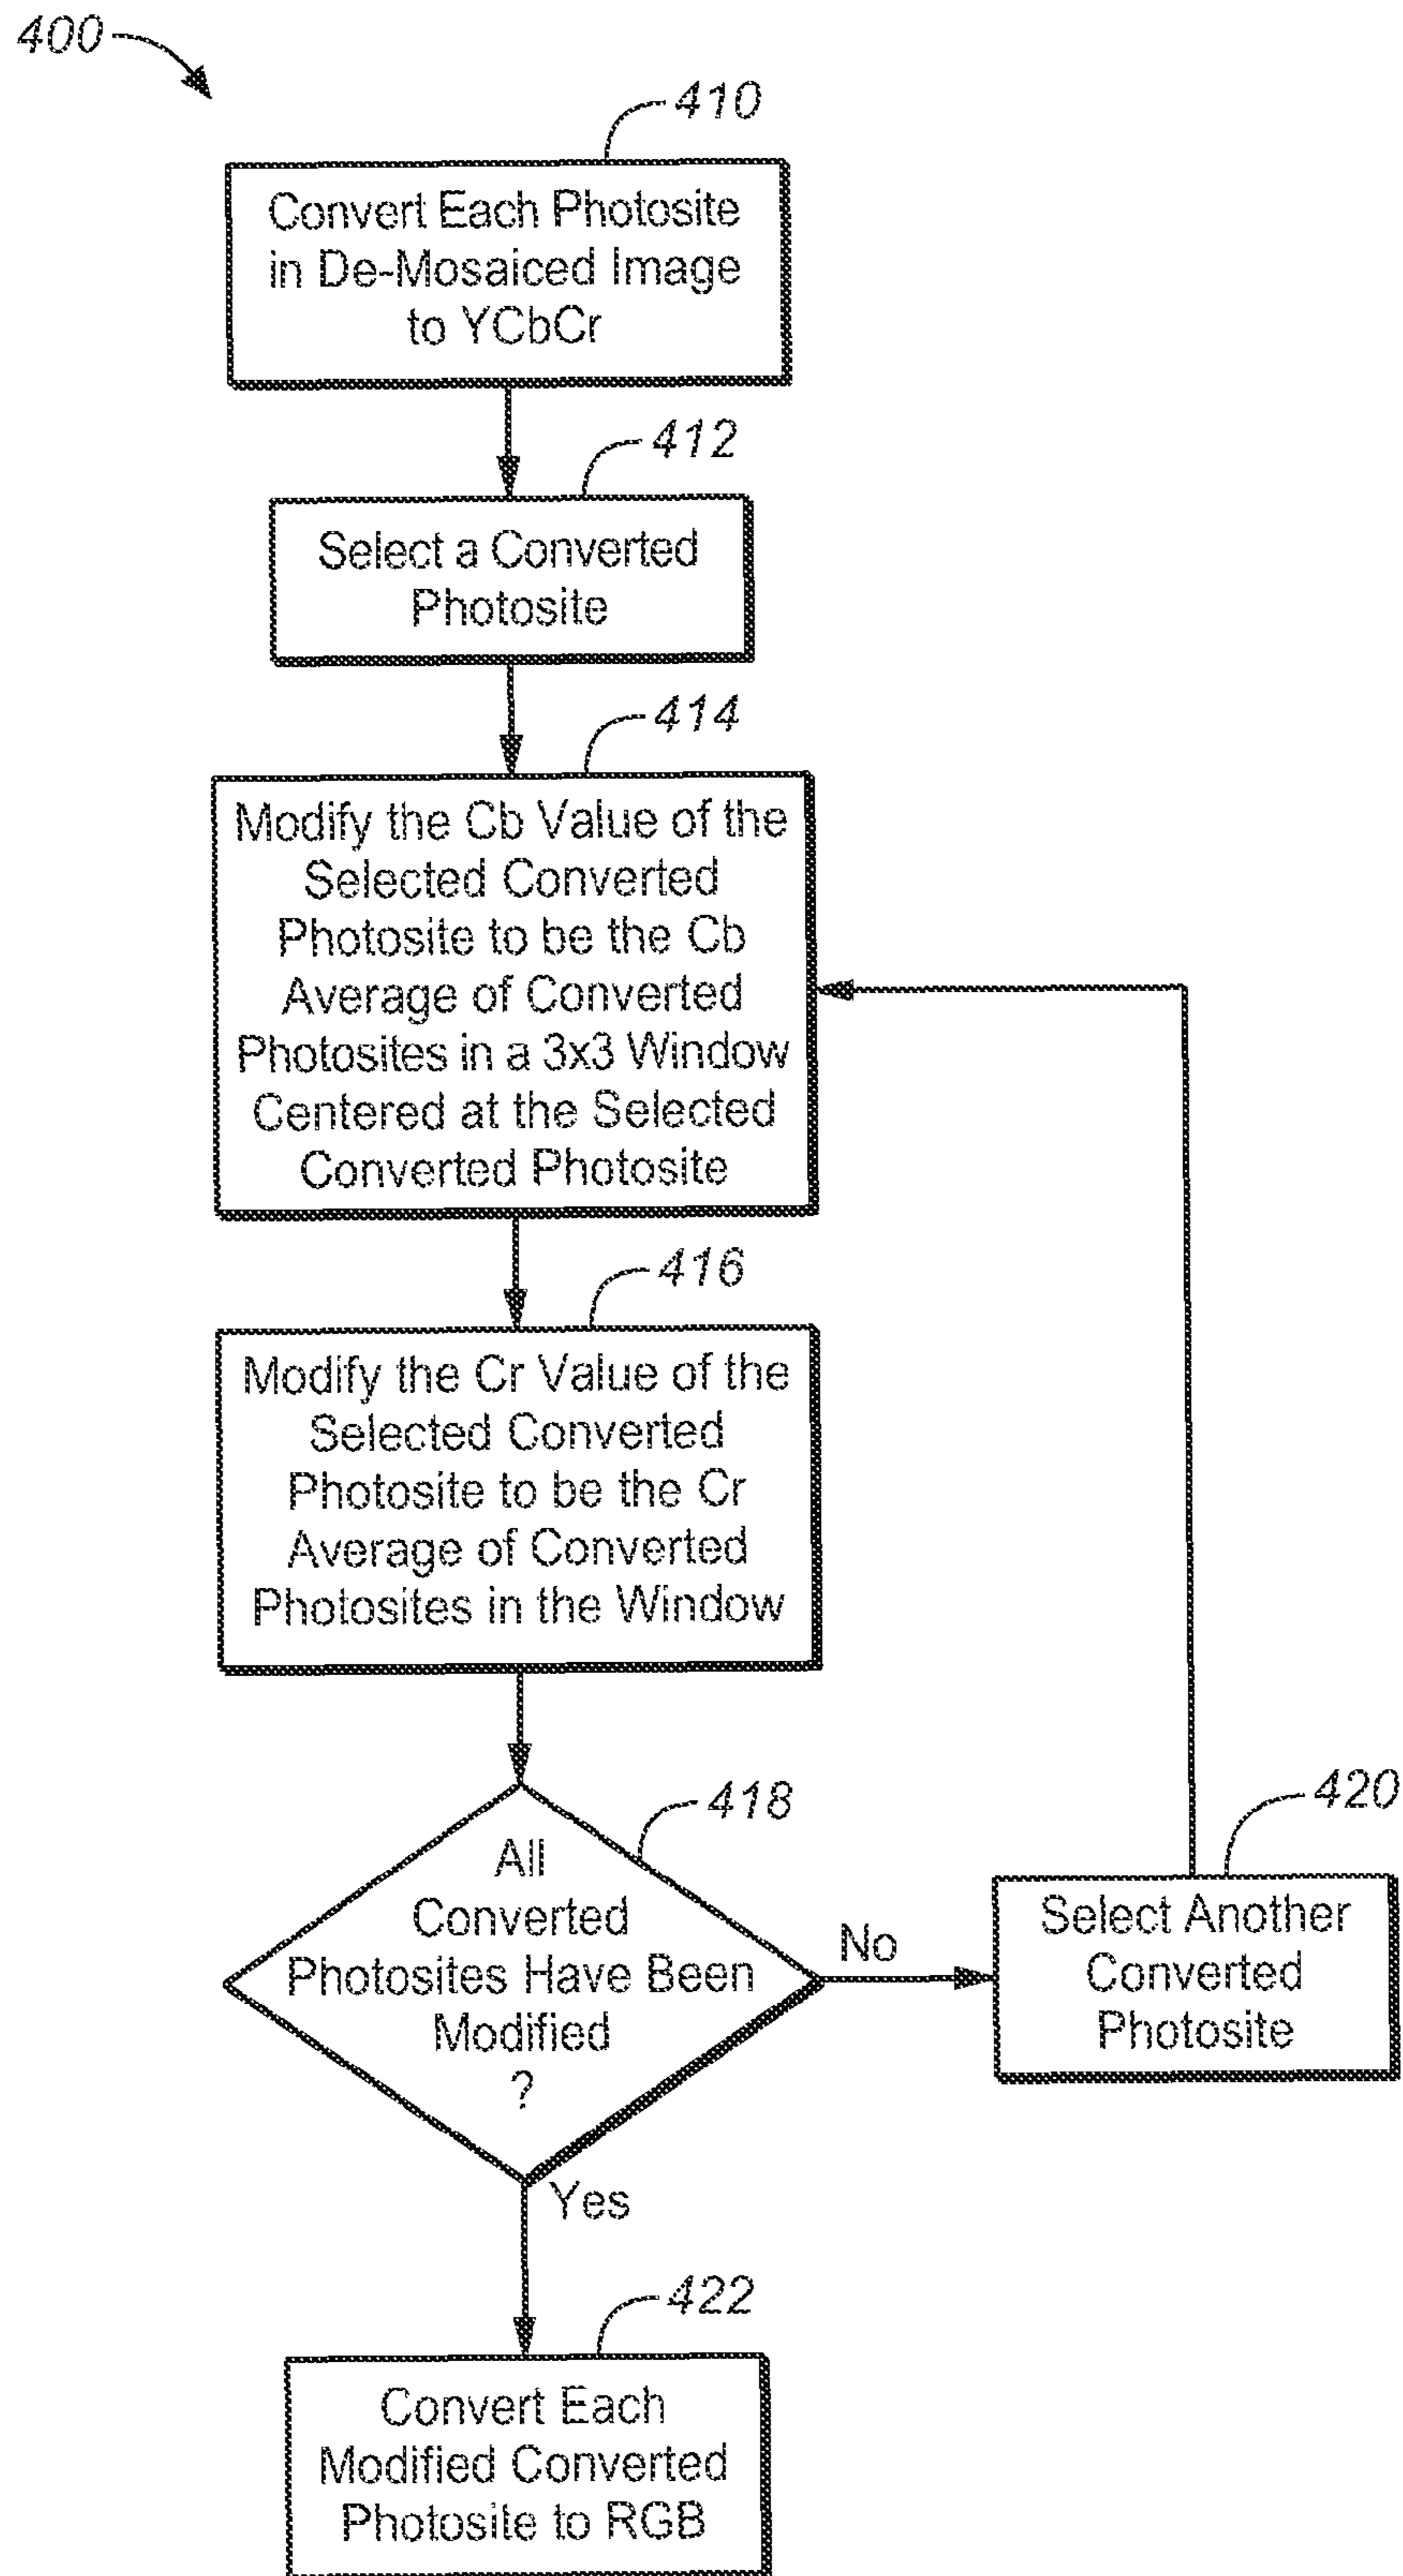 400
410
Convert Each Photosite
in De-Mosaiced Image
to YCbCr
412
Select a Converted
Photosite
414
Modify the Cb Value of the
Selected Converted
Photosite to be the Cb
Average of Converted
Photosites in a 3x3 Window
Centered at the Selected
Converted Photosite
416
Modify the Cr Value of the
Selected Converted
Photosite to be the Cr
Average of Converted
Photosites in the Window
418
All
Converted
Photosites Have Been
Modified
?
No
420
Select Another
Converted
Photosite
Yes
422
Convert Each
Modified Converted
Photosite to RGB